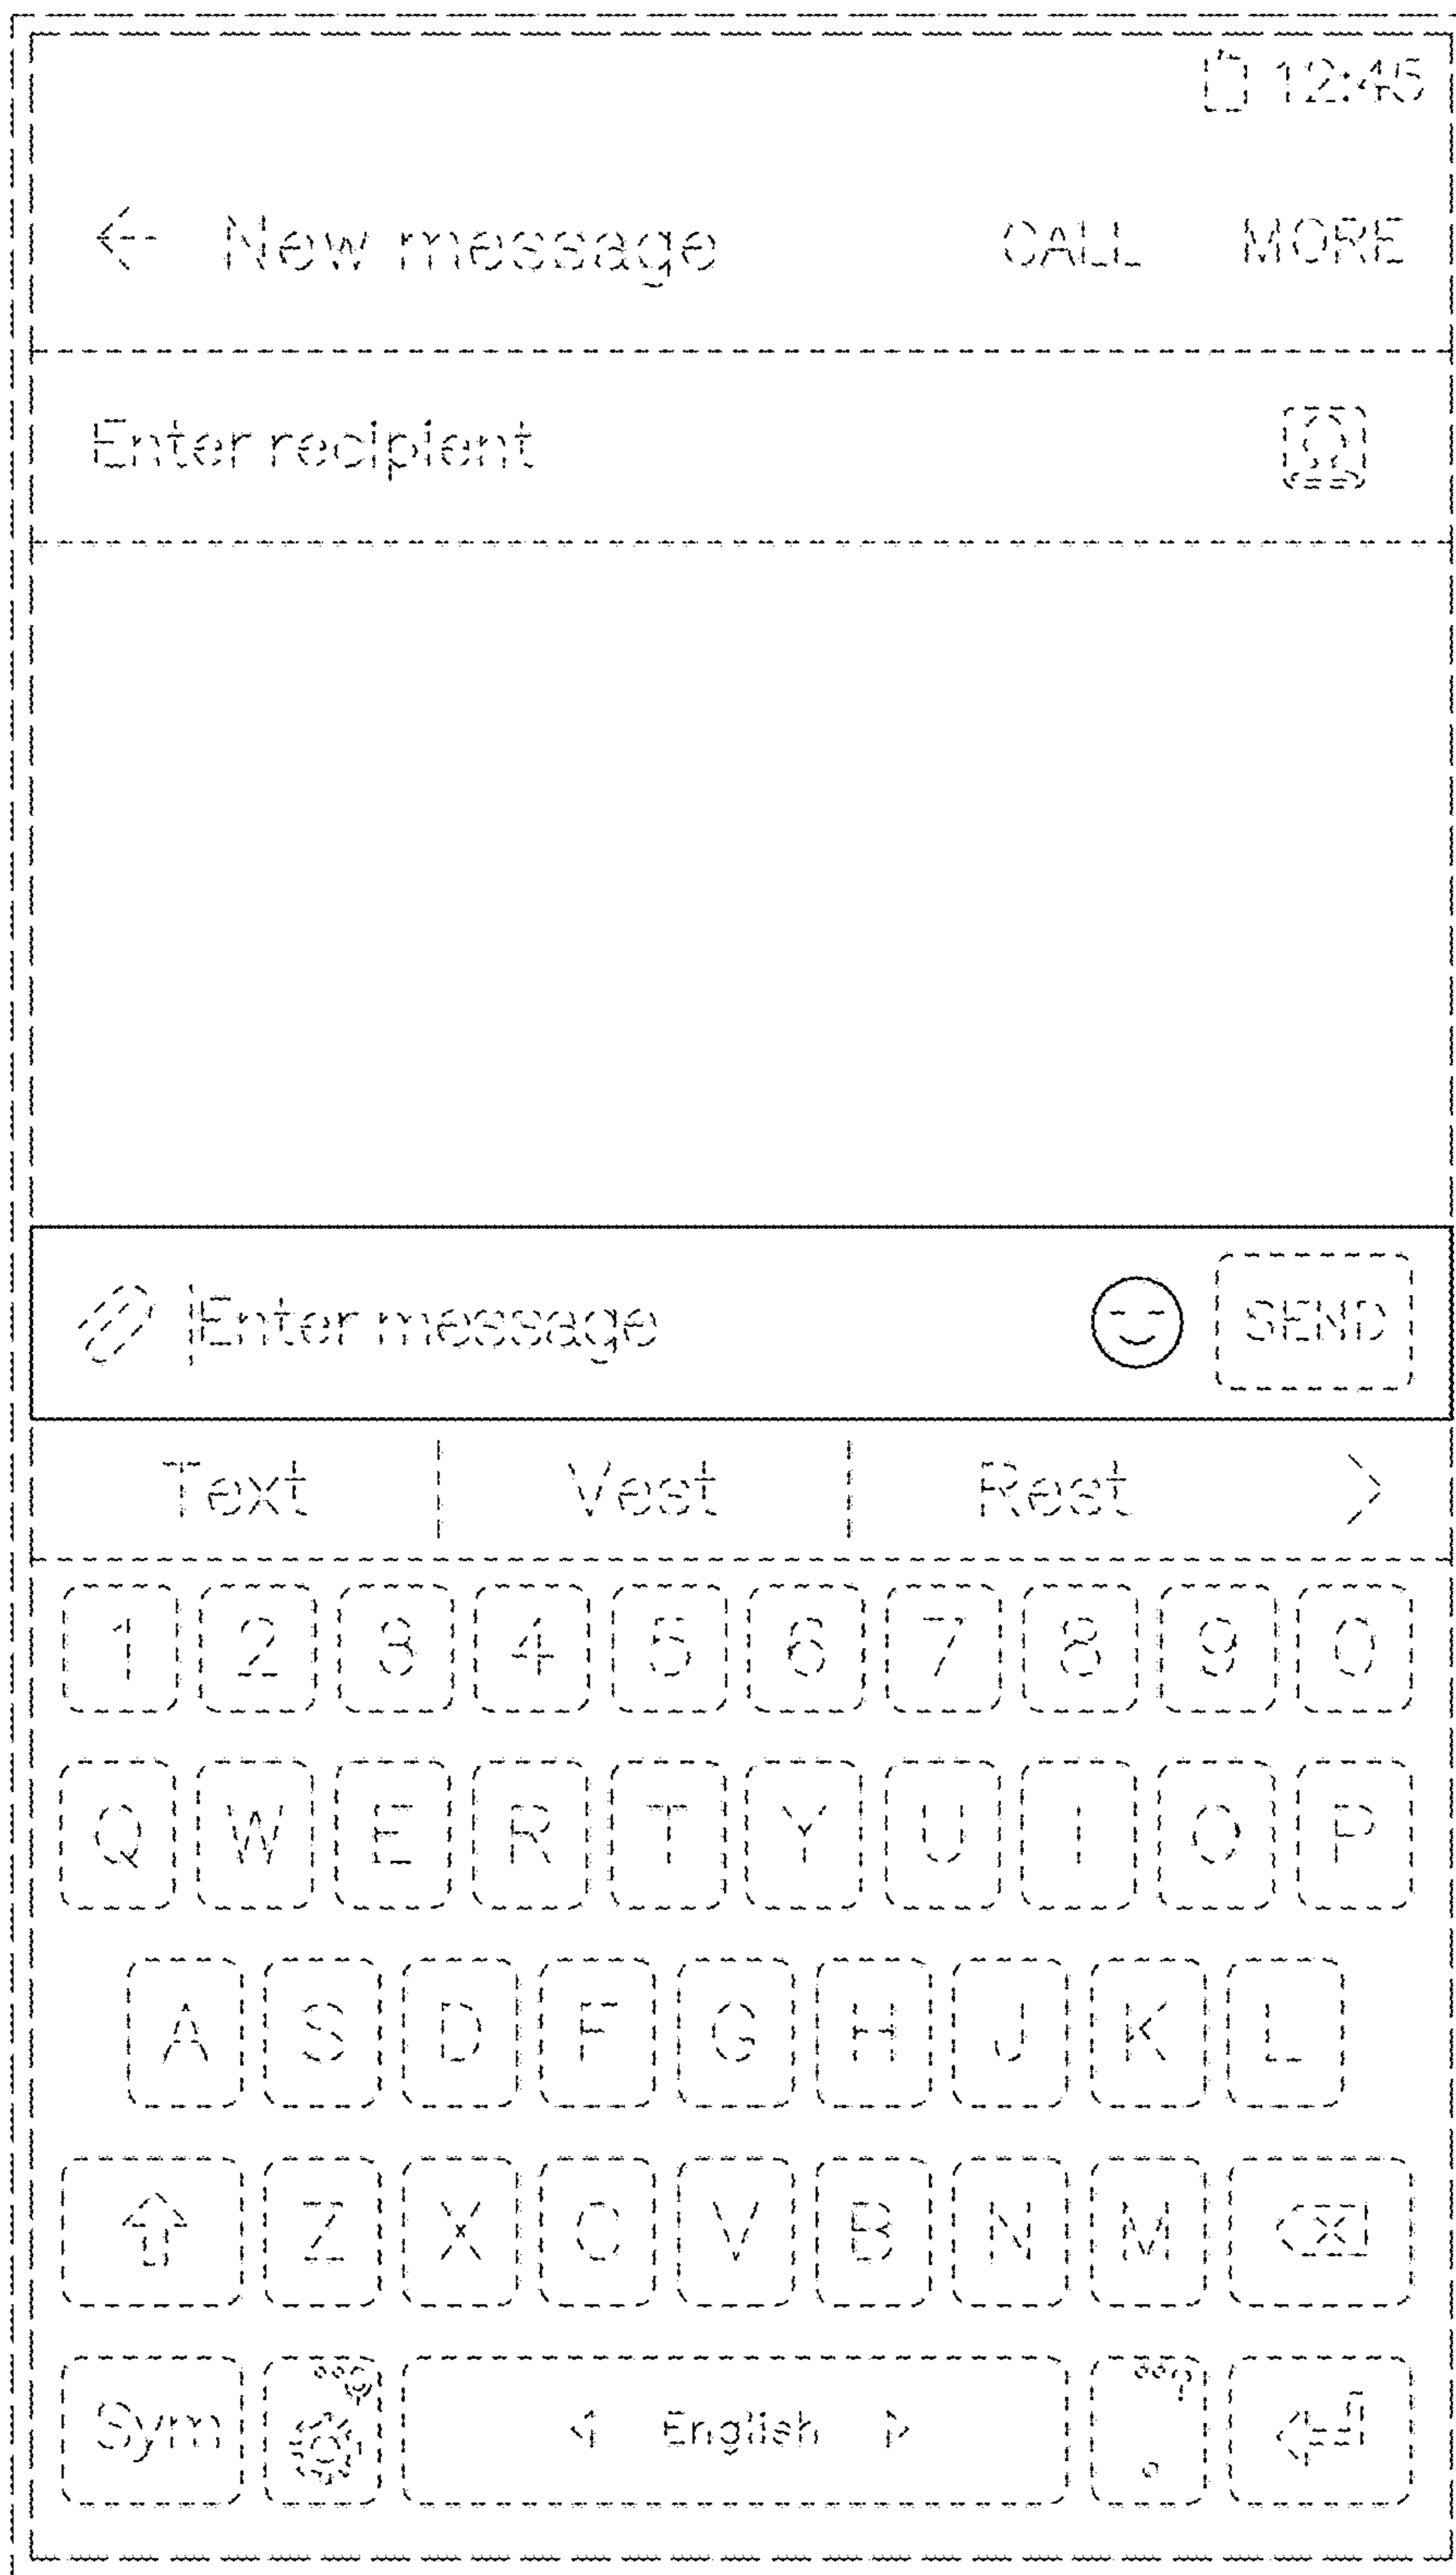 12:45
New message CALL MORE
Enter recipient
Enter message SEND
Text Vest Rest
1 2 3 4 5 6 7 8 9 0
Q W E R T Y U I O P
A S D F G H J K L
Z X C V B N M
Sym English .